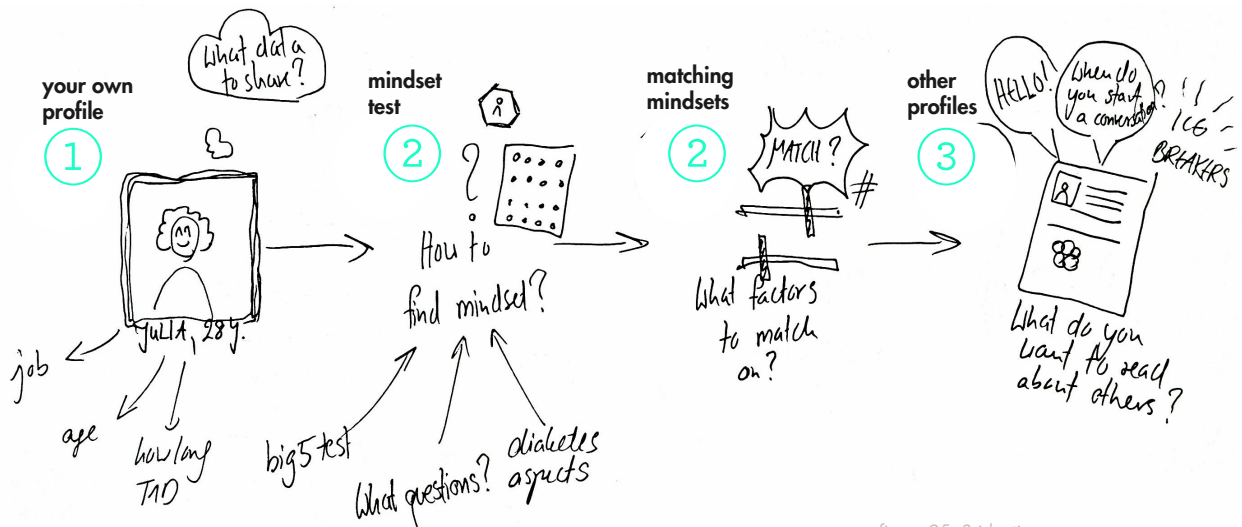 What data
to share?
your own
profile
1
JULIA, 28 y.
job
age
how long
T1D
mindset
test
2
?
How to
find mindset?
big5 test
What questions?
diabetes
aspects
matching
mindsets
2
MATCH?
#
What factors
to match
on?
other
profiles
3
HELLO!
When do
you start
a conversation?
ICE
BREAKERS
What do you
want to read
about others?